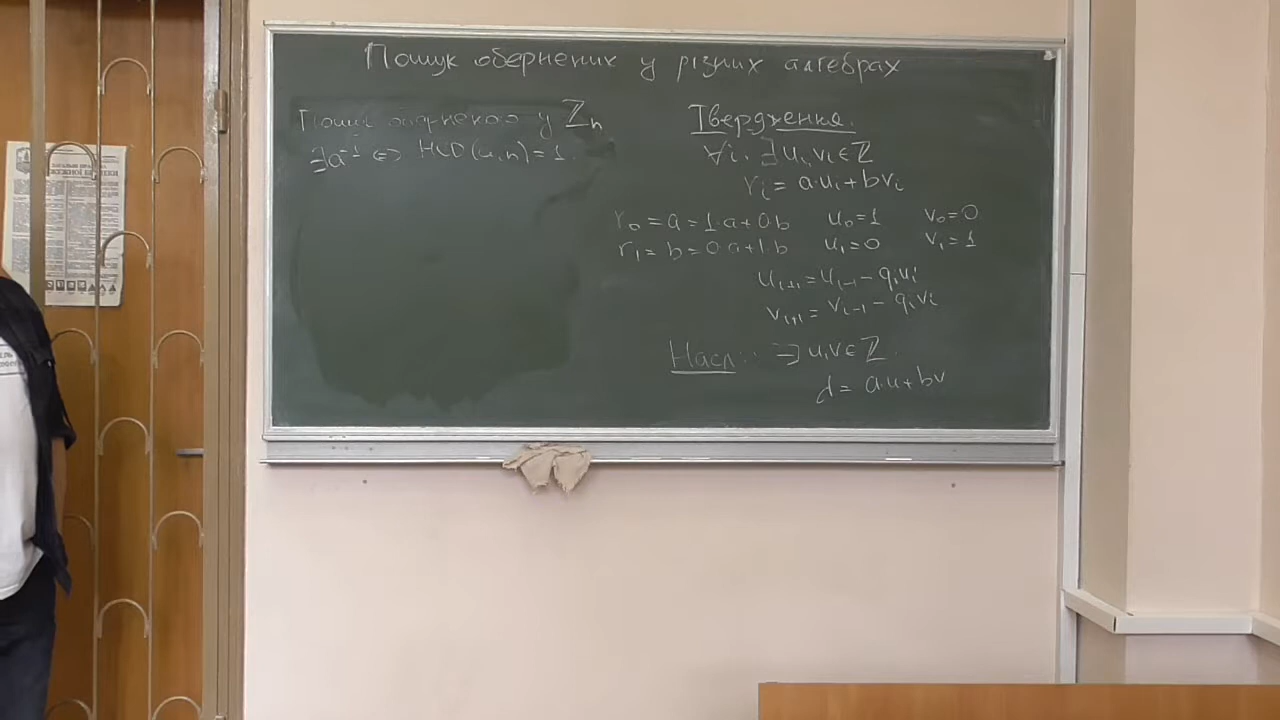 Пошук обернених у різних алгебрах
Пошук оберненого у ℤn
∃a⁻¹ ⇔ НСД(a,n)=1.
Твердження.
∀i. ∃ ui, vi ∈ ℤ
ri = a·ui + bvi
r0 = a = 1·a+0·b u0=1 v0=0
r1 = b = 0·a+1·b u1=0 v1=1
ui+1 = ui-1 - qiui
vi+1 = vi-1 - qivi
Насл.: ∃ u,v ∈ ℤ.
d = a·u + bv